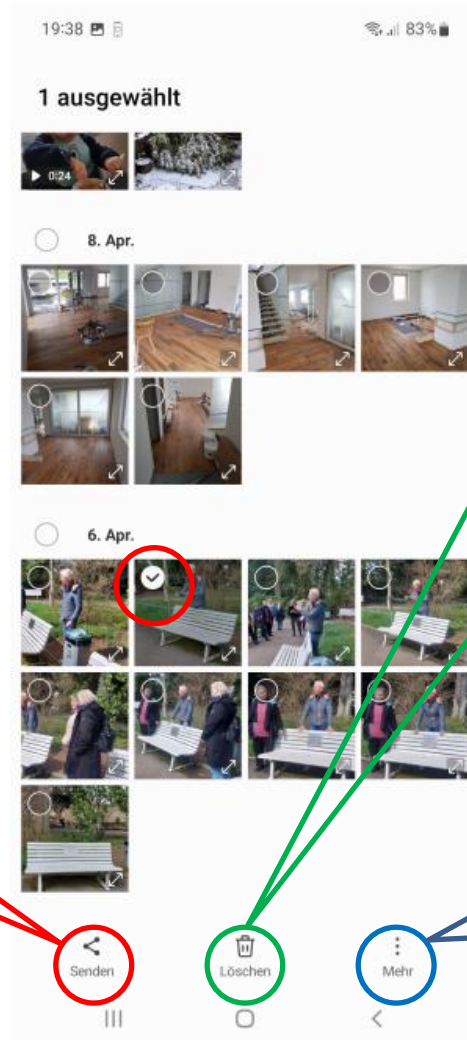 19:38 83%
1 ausgewählt
0:24
8. Apr.
6. Apr.
Senden Löschen Mehr